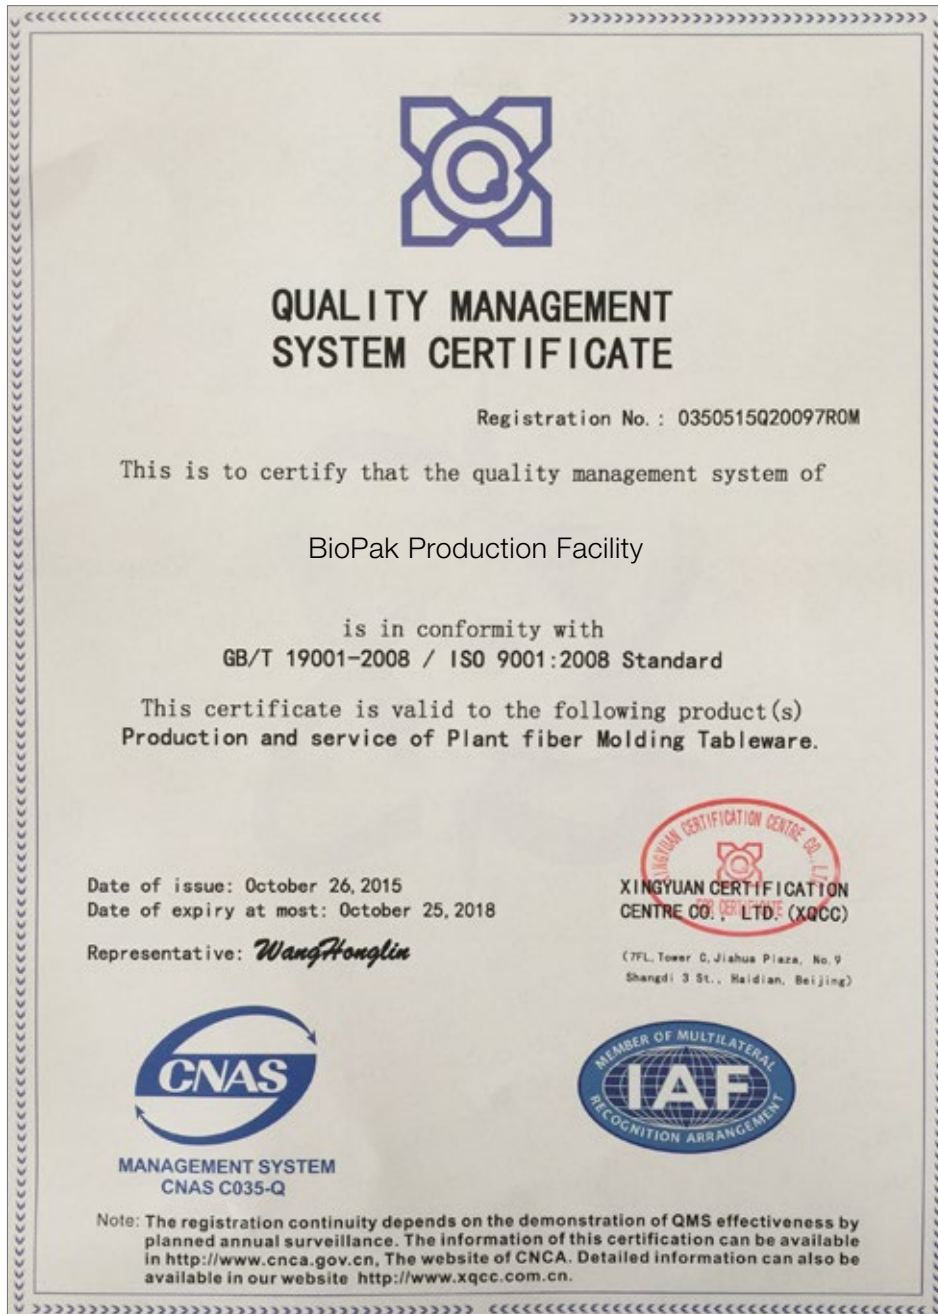 QUALITY MANAGEMENT
SYSTEM CERTIFICATE
Registration No.: 0350515Q20097R0M
This is to certify that the quality management system of
BioPak Production Facility
is in conformity with
GB/T 19001-2008 / ISO 9001:2008 Standard
This certificate is valid to the following product(s)
Production and service of Plant fiber Molding Tableware.
Date of issue: October 26, 2015
Date of expiry at most: October 25, 2018
Representative: WangHonglin
XINGYUAN CERTIFICATION CENTRE CO., LTD
FOR CERTIFICATE
XINGYUAN CERTIFICATION
CENTRE CO., LTD. (XQCC)
(7FL, Tower C, Jiahua Plaza, No.9
Shangdi 3 St., Haidian, Beijing)
CNAS
MANAGEMENT SYSTEM
CNAS C035-Q
MEMBER OF MULTILATERAL
IAF
RECOGNITION ARRANGEMENT
Note: The registration continuity depends on the demonstration of QMS effectiveness by
planned annual surveillance. The information of this certification can be available
in http://www.cnca.gov.cn, The website of CNCA. Detailed information can also be
available in our website http://www.xqcc.com.cn.